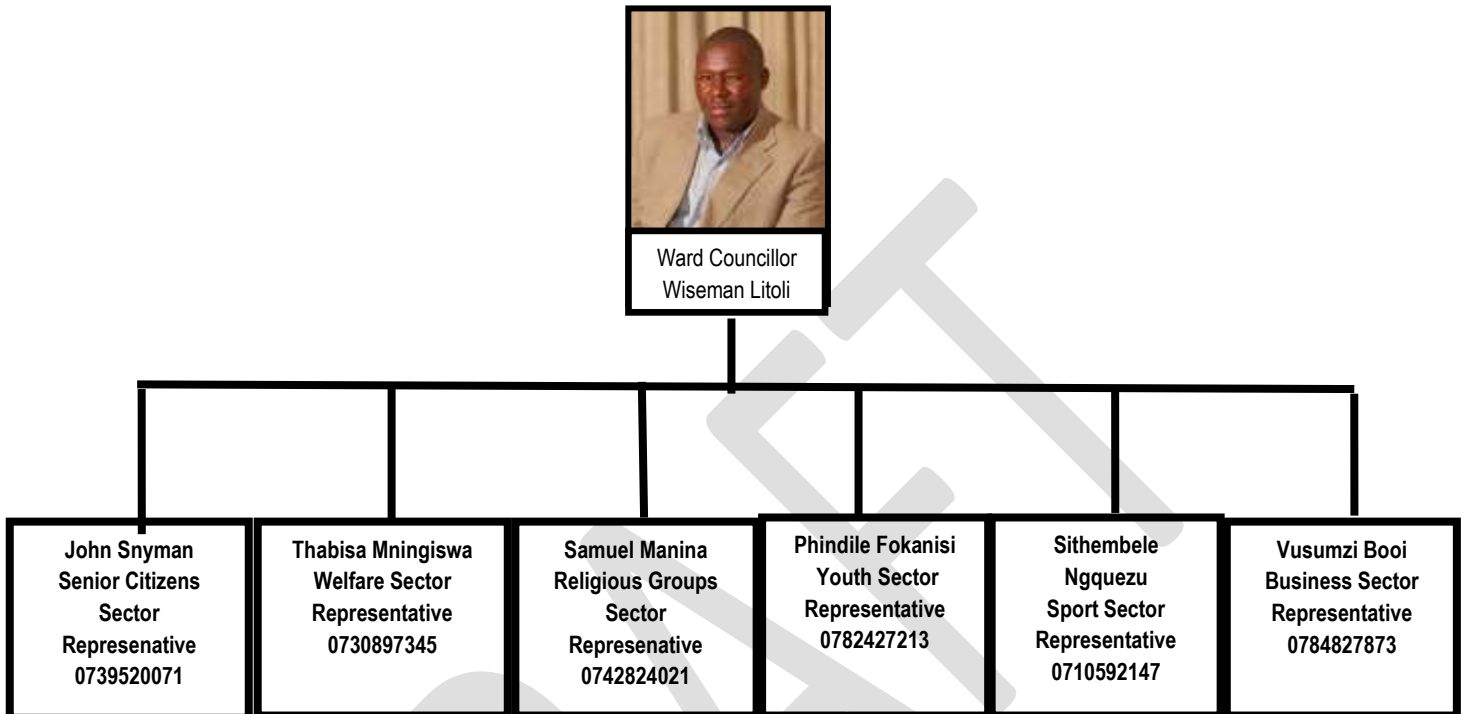 Ward Councillor
Wiseman Litoli
John Snyman
Senior Citizens
Sector
Represenative
0739520071
Thabisa Mningiswa
Welfare Sector
Representative
0730897345
Samuel Manina
Religious Groups
Sector
Represenative
0742824021
Phindile Fokanisi
Youth Sector
Representative
0782427213
Sithembele
Ngquezu
Sport Sector
Representative
0710592147
Vusumzi Booi
Business Sector
Representative
0784827873